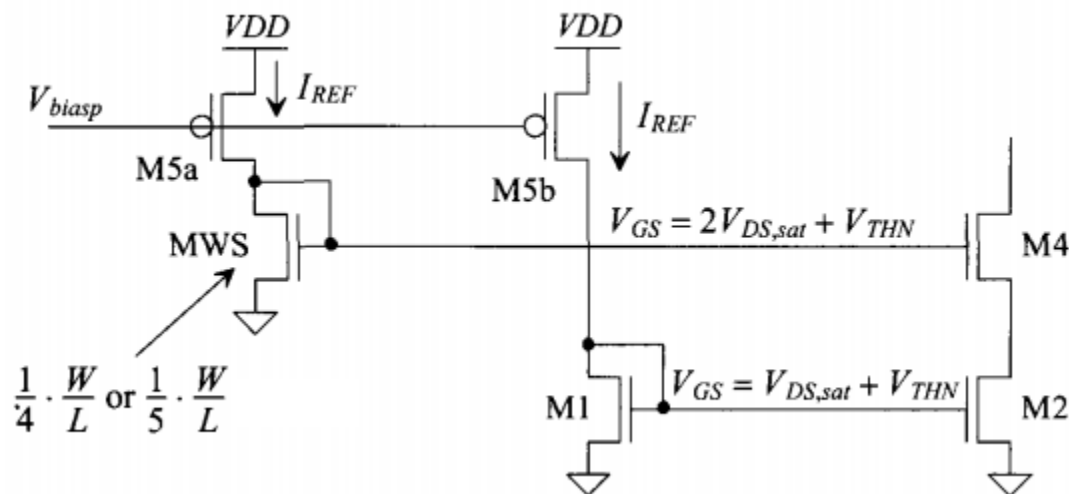 VDD
VDD
I_REF
V_biasp
I_REF
M5a
M5b
V_GS = 2V_DS,sat + V_THN
MWS
M4
1/4 · W/L or 1/5 · W/L
V_GS = V_DS,sat + V_THN
M1
M2